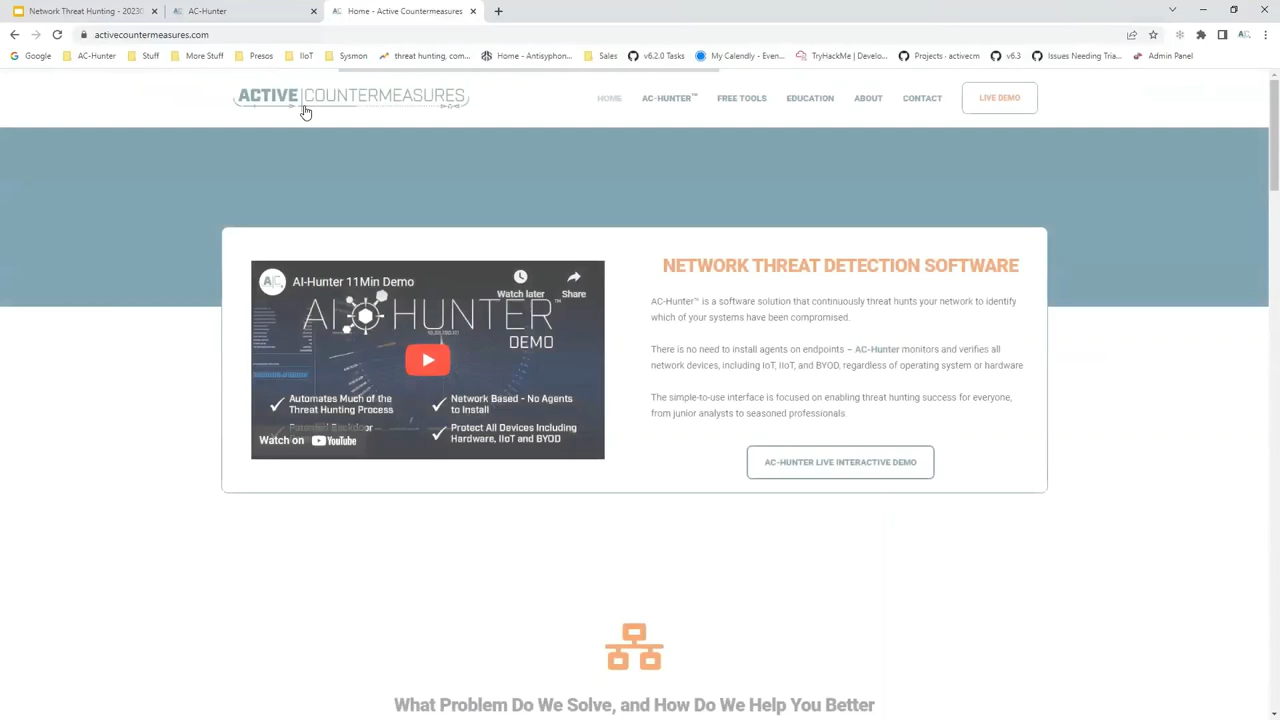 Network Threat Hunting - 20230
AC-Hunter
Home - Active Countermeasures
activecountermeasures.com
Google
AC-Hunter
Stuff
More Stuff
Presos
IIoT
Sysmon
threat hunting, com...
Home - Antisyphon...
Sales
v6.2.0 Tasks
My Calendly - Even...
TryHackMe | Develo...
Projects · activecm
v6.3
Issues Needing Tria...
Admin Panel
ACTIVE COUNTERMEASURES
HOME
AC-HUNTER™
FREE TOOLS
EDUCATION
ABOUT
CONTACT
LIVE DEMO
AI-Hunter 11Min Demo
Watch later
Share
AI HUNTER™
DEMO
Automates Much of the
Threat Hunting Process
Network Based - No Agents
to Install
Potential Backdoor
Protect All Devices Including
Hardware, IIoT and BYOD
Watch on YouTube
NETWORK THREAT DETECTION SOFTWARE
AC-Hunter™ is a software solution that continuously threat hunts your network to identify
which of your systems have been compromised.
There is no need to install agents on endpoints – AC-Hunter monitors and verifies all
network devices, including IoT, IIoT, and BYOD, regardless of operating system or hardware
The simple-to-use interface is focused on enabling threat hunting success for everyone,
from junior analysts to seasoned professionals.
AC-HUNTER LIVE INTERACTIVE DEMO
What Problem Do We Solve, and How Do We Help You Better